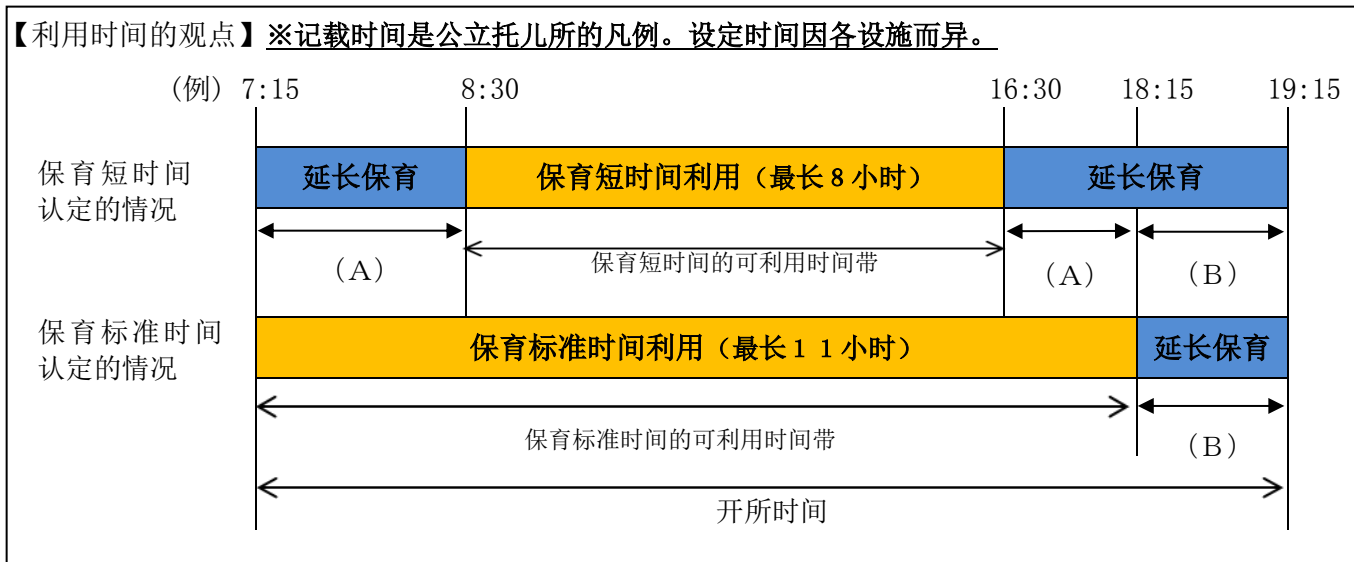 【利用时间的观点】※记载时间是公立托儿所的凡例。设定时间因各设施而异。
(例) 7:15 8:30 16:30 18:15 19:15
保育短时间
认定的情况
延长保育 保育短时间利用（最长８小时） 延长保育
保育短时间的可利用时间带
（A） （A） （B）
保育标准时间
认定的情况
保育标准时间利用（最长１１小时） 延长保育
保育标准时间的可利用时间带
（B）
开所时间